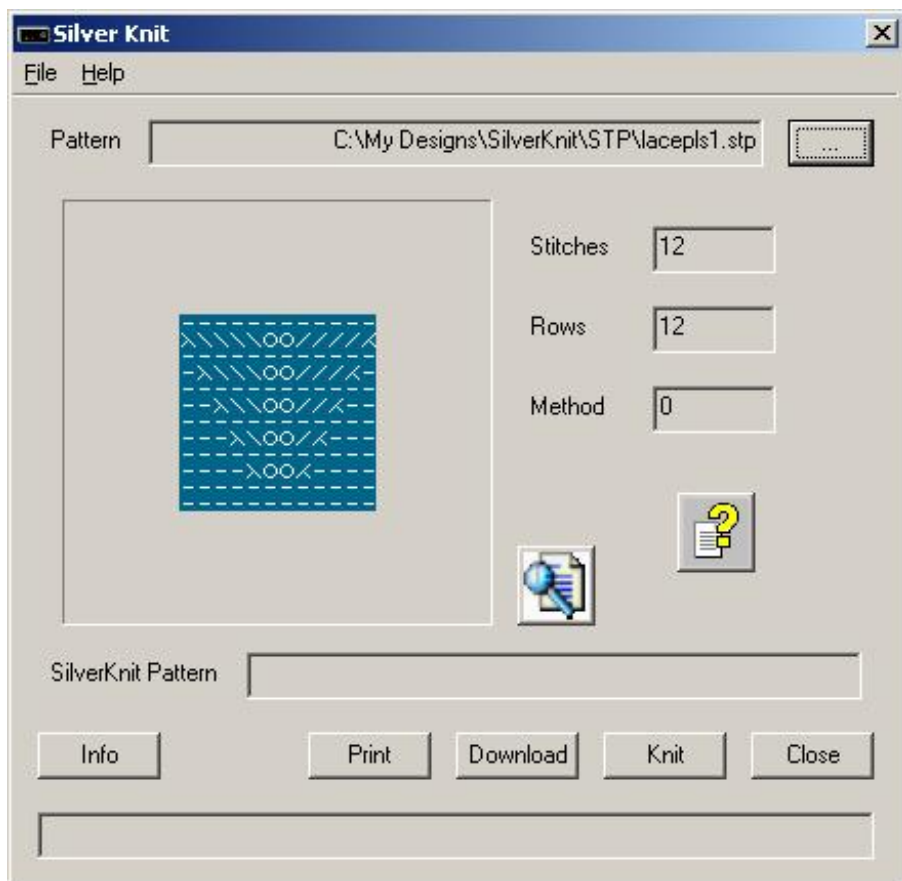 Silver Knit
File Help
Pattern C:\My Designs\SilverKnit\STP\lacepls1.stp ...
Stitches 12
Rows 12
Method 0
SilverKnit Pattern
Info Print Download Knit Close